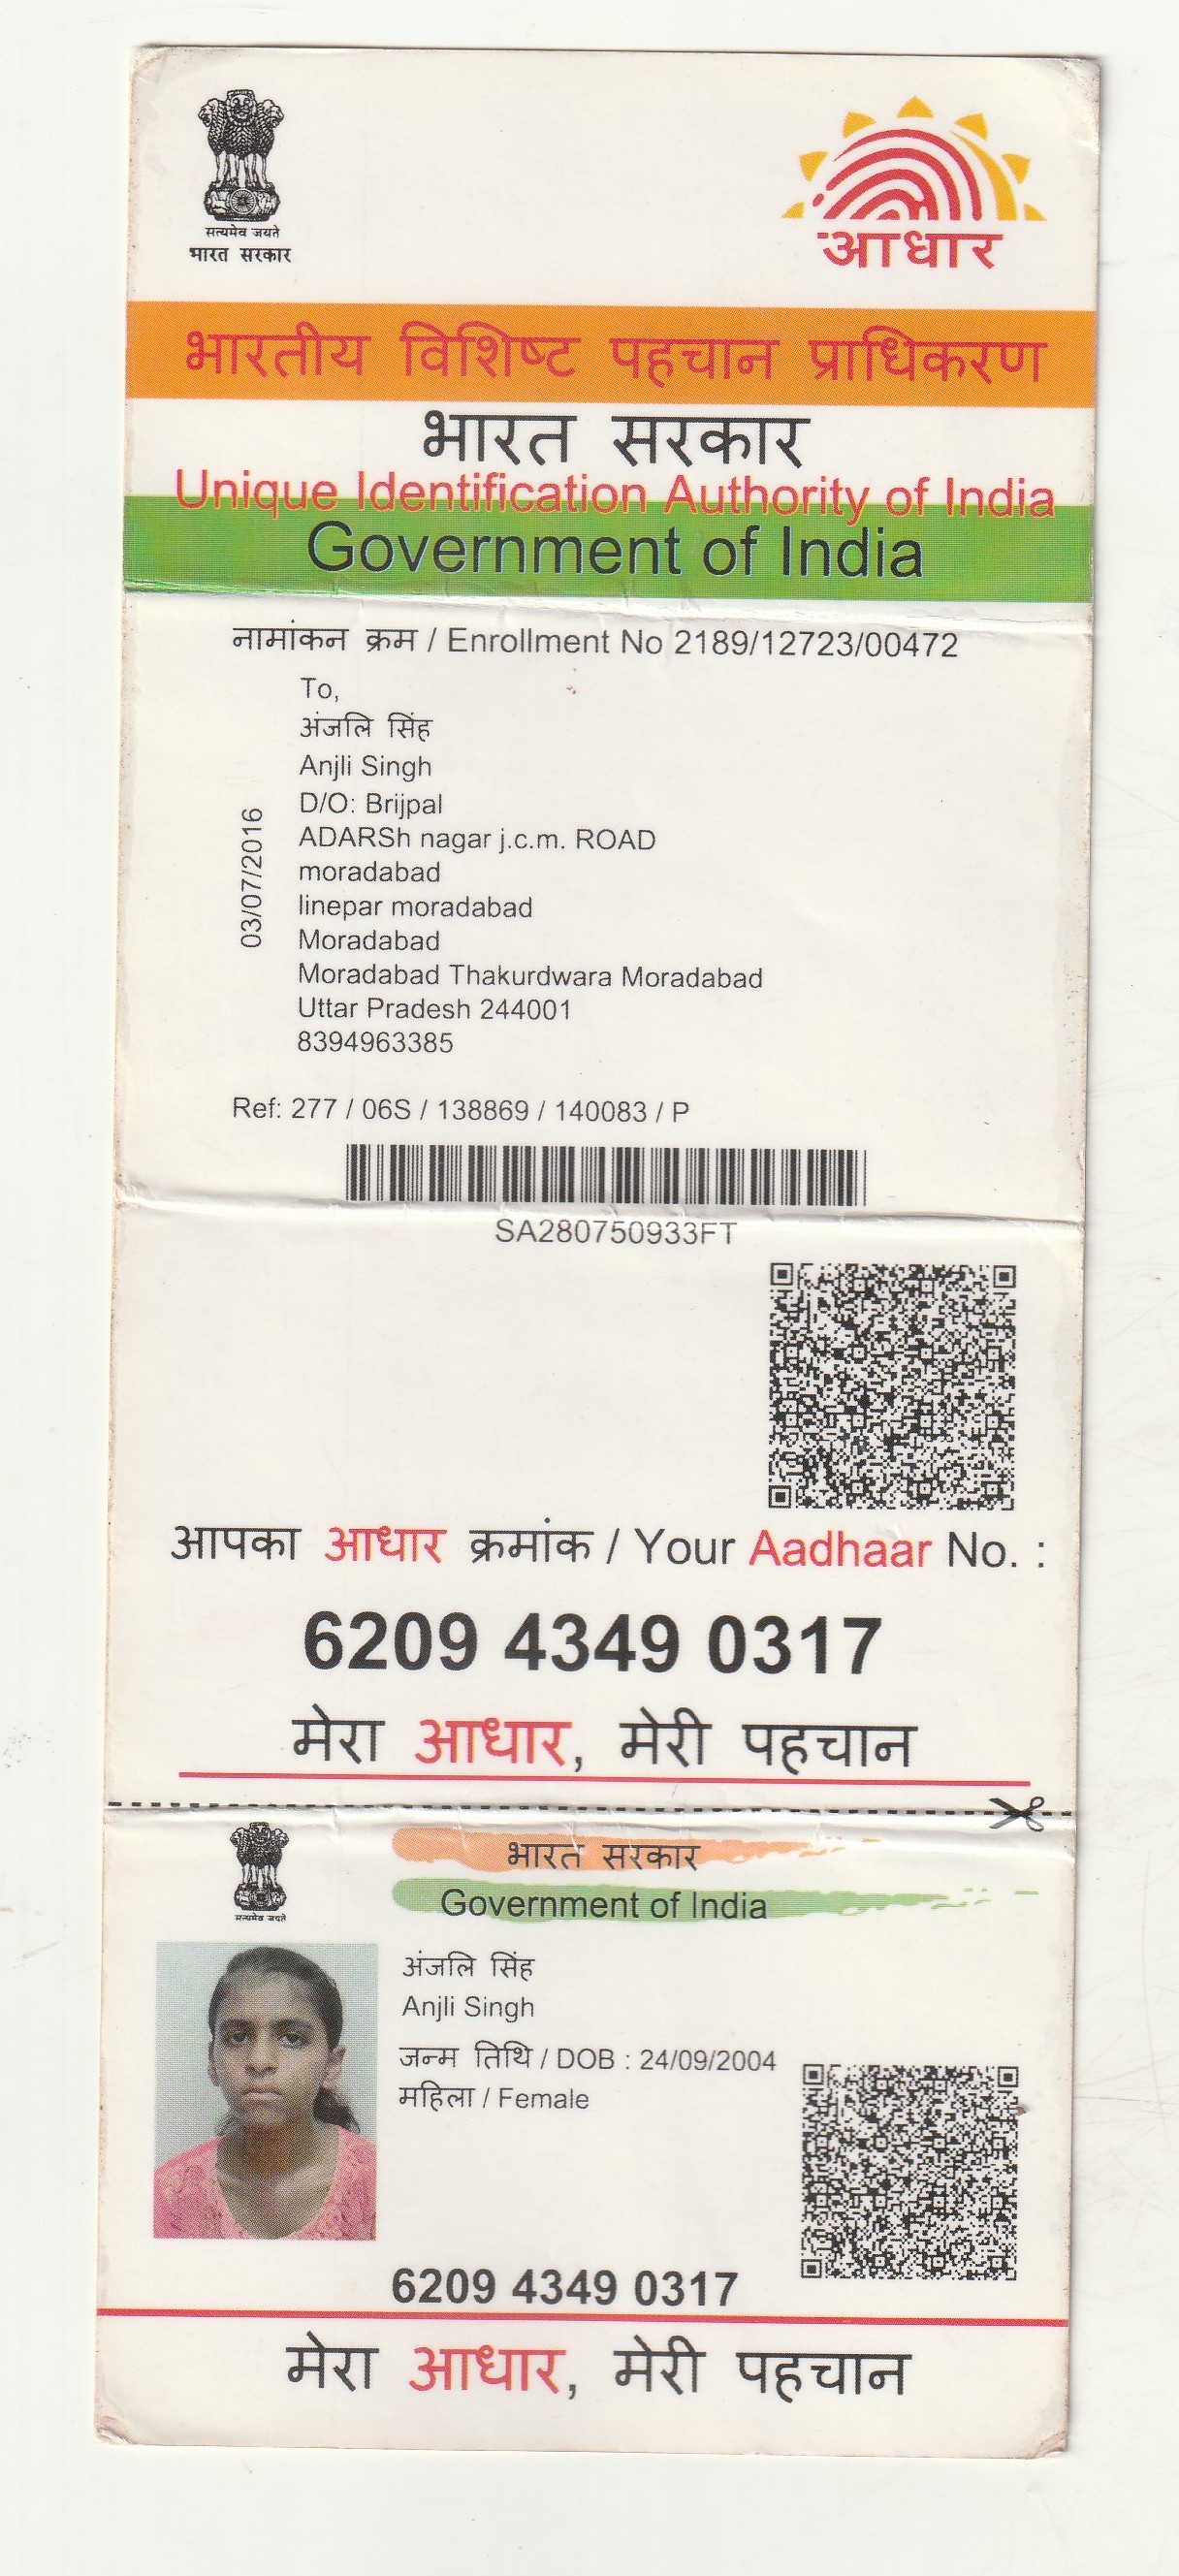 सत्यमेव जयते
भारत सरकार
आधार
भारतीय विशिष्ट पहचान प्राधिकरण
भारत सरकार
Unique Identification Authority of India
Government of India
नामांकन क्रम / Enrollment No 2189/12723/00472
To,
अंजलि सिंह
Anjli Singh
D/O: Brijpal
ADARSh nagar j.c.m. ROAD
moradabad
linepar moradabad
Moradabad
Moradabad Thakurdwara Moradabad
Uttar Pradesh 244001
8394963385
03/07/2016
Ref: 277 / 06S / 138869 / 140083 / P
SA280750933FT
आपका आधार क्रमांक / Your Aadhaar No. :
6209 4349 0317
मेरा आधार, मेरी पहचान
भारत सरकार
Government of India
सत्यमेव जयते
अंजलि सिंह
Anjli Singh
जन्म तिथि / DOB : 24/09/2004
महिला / Female
6209 4349 0317
मेरा आधार, मेरी पहचान